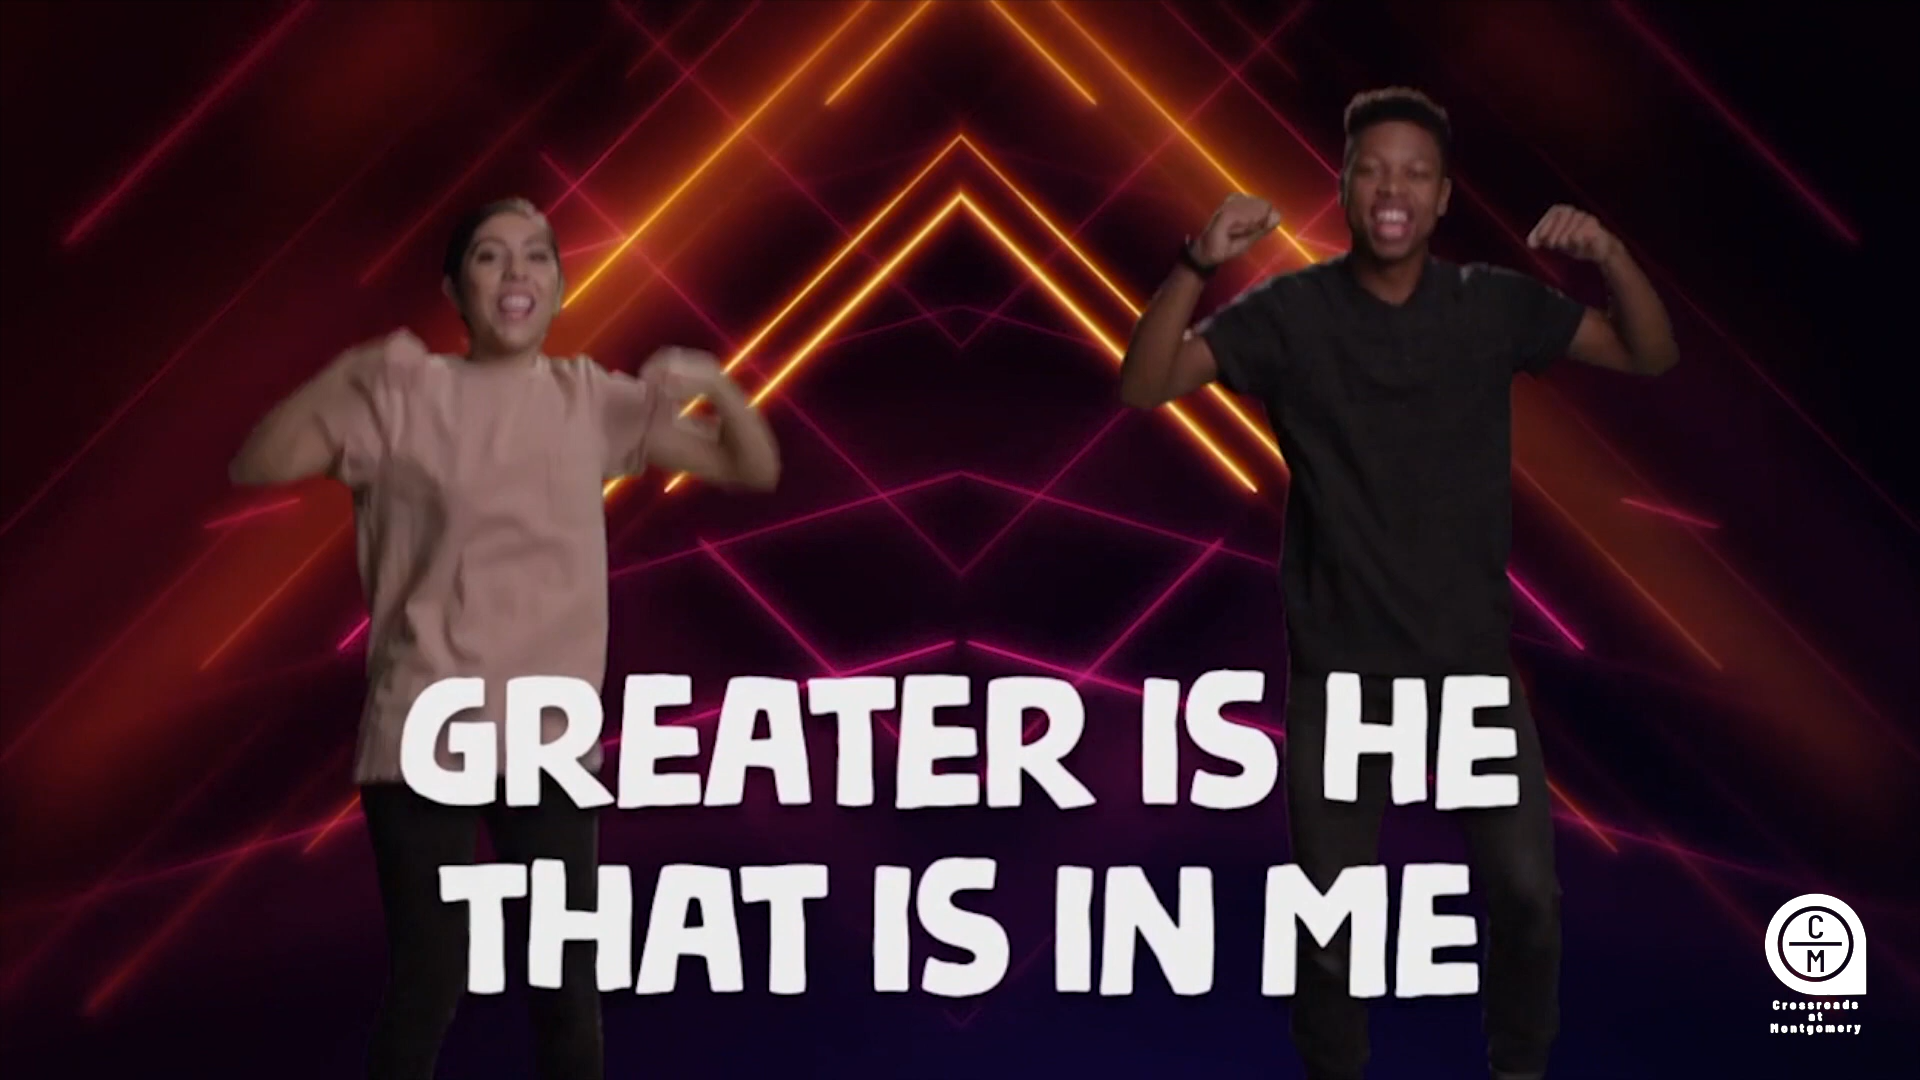 GREATER IS HE
THAT IS IN ME
C
M
Crossroads
at
Montgomery